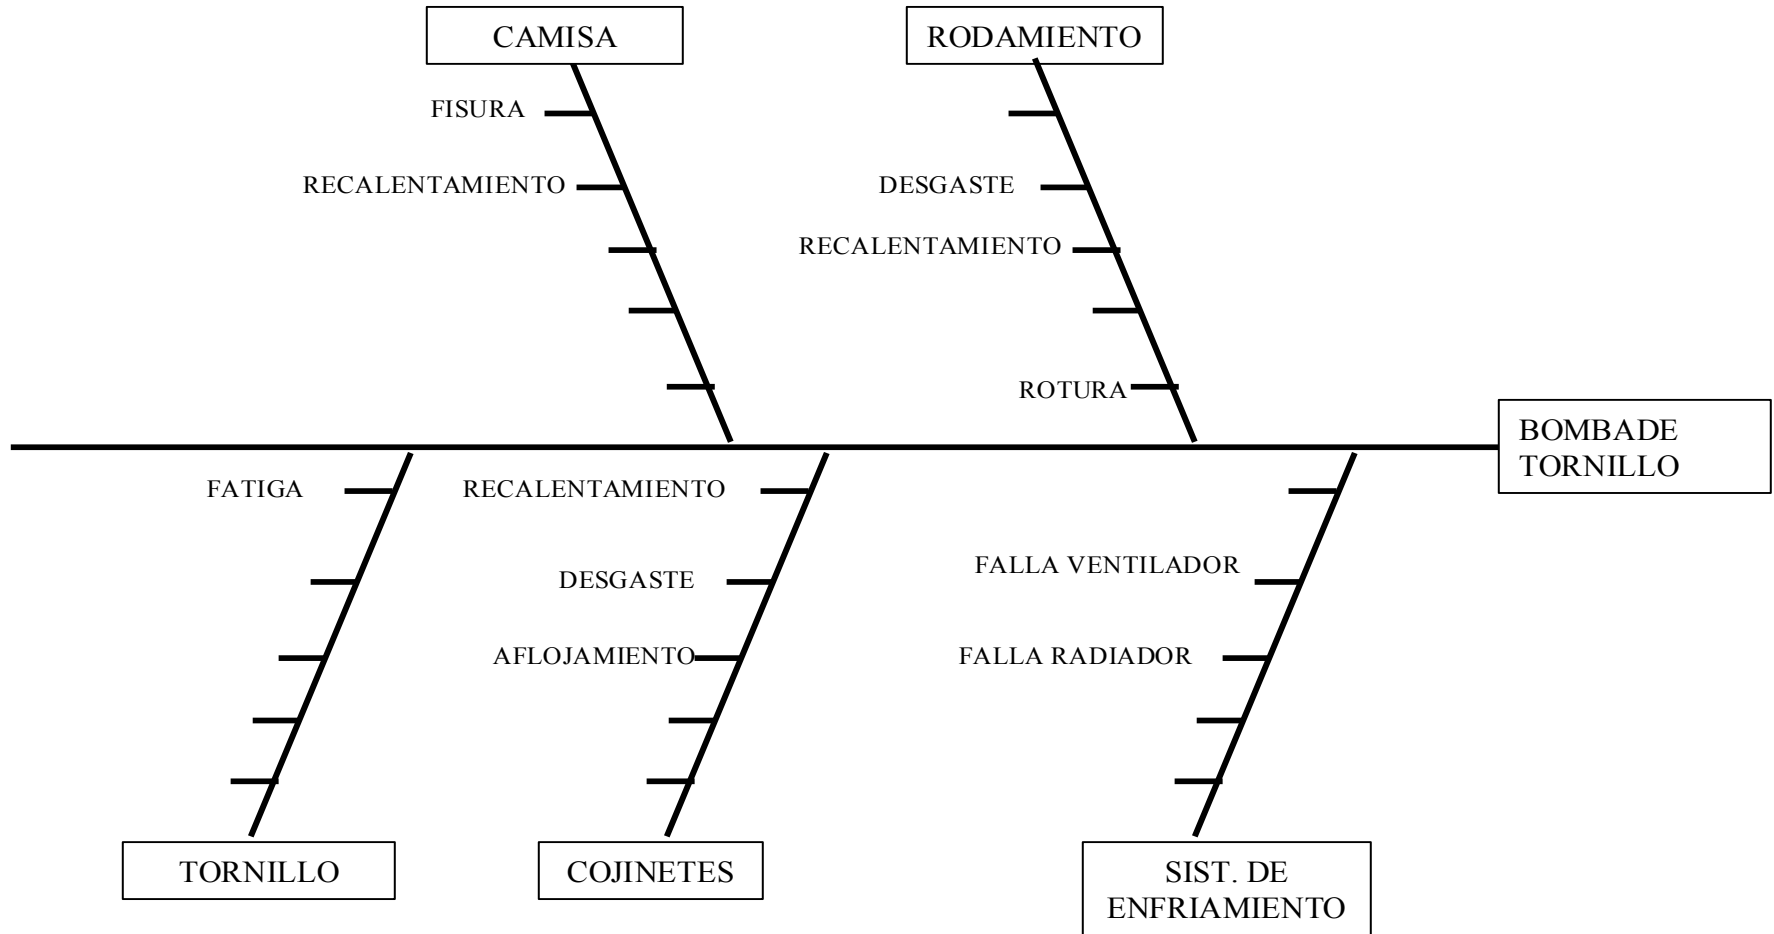 CAMISA
RODAMIENTO
FISURA
RECALENTAMIENTO
DESGASTE
RECALENTAMIENTO
ROTURA
BOMBADE
TORNILLO
FATIGA
RECALENTAMIENTO
DESGASTE
FALLA VENTILADOR
AFLOJAMIENTO
FALLA RADIADOR
TORNILLO
COJINETES
SIST. DE
ENFRIAMIENTO